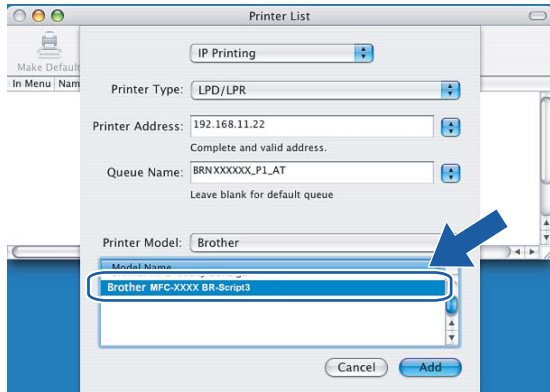 Printer List
IP Printing
Make Default
In Menu Nam
Printer Type: LPD/LPR
Printer Address: 192.168.11.22
Complete and valid address.
Queue Name: BRNXXXXXX_P1_AT
Leave blank for default queue
Printer Model: Brother
Model Name
Brother MFC-XXXX BR-Script3
Cancel Add